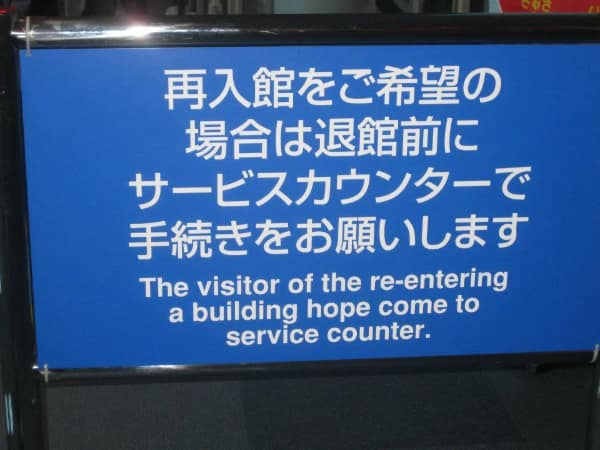 再入館をご希望の
場合は退館前に
サービスカウンターで
手続きをお願いします
The visitor of the re-entering
a building hope come to
service counter.